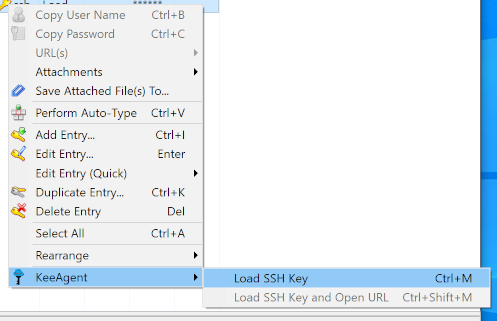 Copy User Name Ctrl+B
Copy Password Ctrl+C
URL(s)
Attachments
Save Attached File(s) To...
Perform Auto-Type Ctrl+V
Add Entry... Ctrl+I
Edit Entry... Enter
Edit Entry (Quick)
Duplicate Entry... Ctrl+K
Delete Entry Del
Select All Ctrl+A
Rearrange
KeeAgent
Load SSH Key Ctrl+M
Load SSH Key and Open URL Ctrl+Shift+M